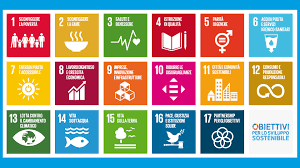 1 SCONFIGGERE
LA POVERTÀ
2 SCONFIGGERE
LA FAME
3 SALUTE E
BENESSERE
4 ISTRUZIONE
DI QUALITÀ
5 PARITÀ
DI GENERE
6 ACQUA PULITA E
SERVIZI
IGIENICO-SANITARI
7 ENERGIA PULITA
E ACCESSIBILE
8 LAVORO DIGNITOSO
E CRESCITA
ECONOMICA
9 IMPRESE,
INNOVAZIONE E
INFRASTRUTTURE
10 RIDURRE LE
DISUGUAGLIANZE
11 CITTÀ E COMUNITÀ
SOSTENIBILI
12 CONSUMO E
PRODUZIONE
RESPONSABILI
13 LOTTA CONTRO
IL CAMBIAMENTO
CLIMATICO
14 VITA
SOTT'ACQUA
15 VITA
SULLA TERRA
16 PACE, GIUSTIZIA
E ISTITUZIONI
SOLIDE
17 PARTNERSHIP
PER GLI OBIETTIVI
OBIETTIVI
PER LO SVILUPPO
SOSTENIBILE